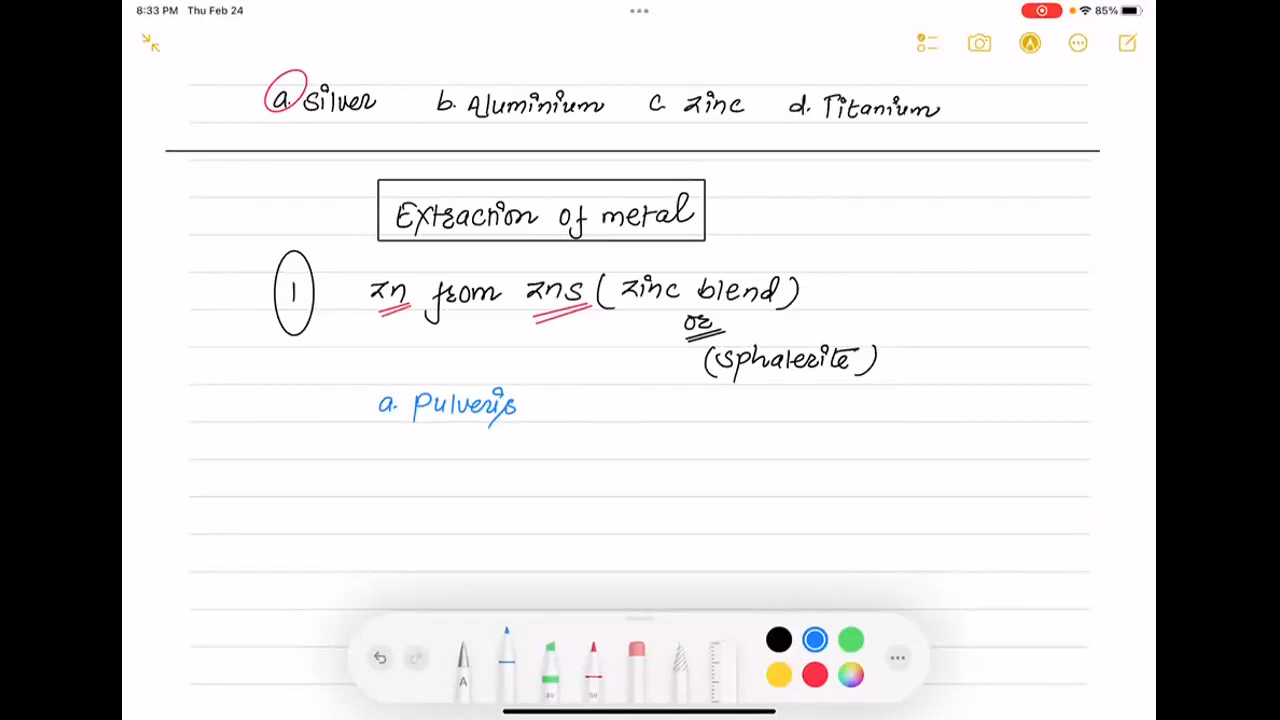 8:33 PM Thu Feb 24
85%
a. Silver b. Aluminium c. Zinc d. Titanium
Extraction of metal
1 Zn from ZnS (Zinc blend)
or
(Sphalerite)
a. Pulveris
A